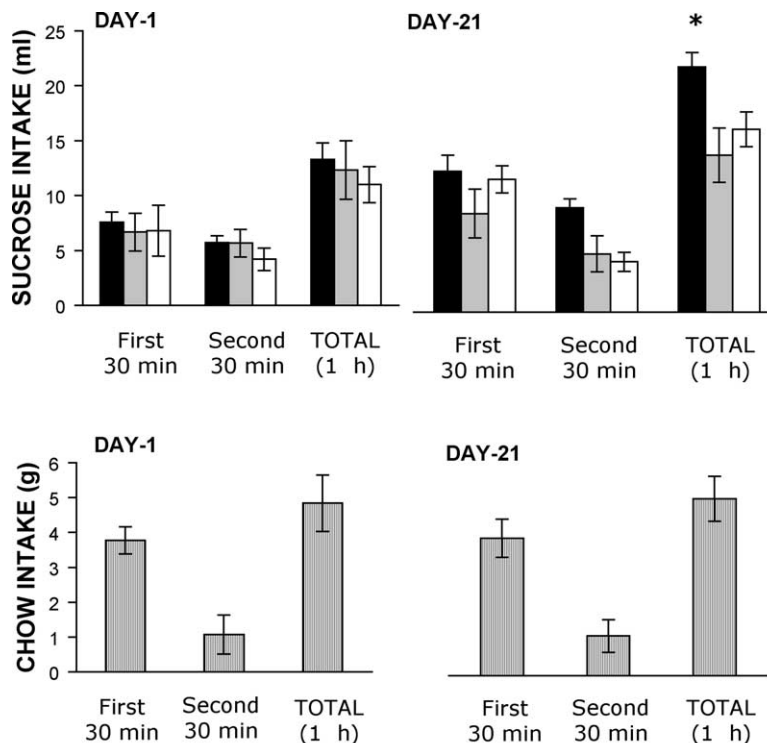 DAY-1
DAY-21
*
SUCROSE INTAKE (ml)
25
20
15
10
5
0
First
30 min
Second
30 min
TOTAL
(1 h)
First
30 min
Second
30 min
TOTAL
(1 h)
DAY-1
DAY-21
CHOW INTAKE (g)
6
5
4
3
2
1
0
First
30 min
Second
30 min
TOTAL
(1 h)
First
30 min
Second
30 min
TOTAL
(1 h)